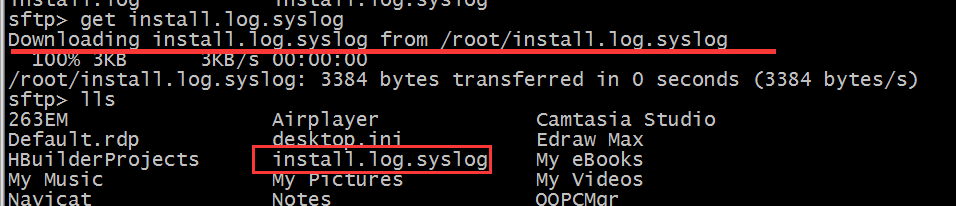 install.log                install.log.syslog
sftp> get install.log.syslog
Downloading install.log.syslog from /root/install.log.syslog
  100% 3KB      3KB/s 00:00:00
/root/install.log.syslog: 3384 bytes transferred in 0 seconds (3384 bytes/s)
sftp> lls
263EM                Airplayer            Camtasia Studio
Default.rdp          desktop.ini          Edraw Max
HBuilderProjects     install.log.syslog   My eBooks
My Music             My Pictures          My Videos
Navicat              Notes                QQPCMgr